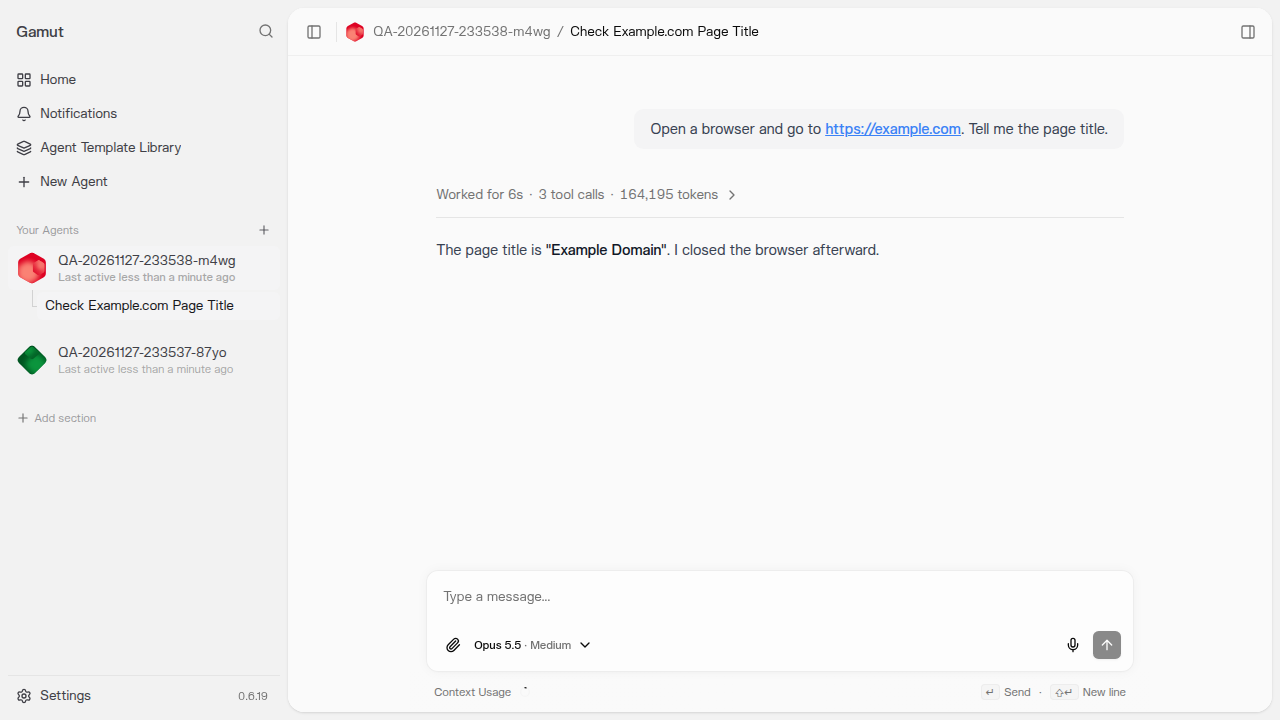 Gamut
Home
Notifications
Agent Template Library
New Agent
Your Agents
QA-20261127-233538-m4wg
Last active less than a minute ago
Check Example.com Page Title
QA-20261127-233537-87yo
Last active less than a minute ago
Add section
Settings
0.6.19
QA-20261127-233538-m4wg / Check Example.com Page Title
Open a browser and go to https://example.com. Tell me the page title.
Worked for 6s · 3 tool calls · 164,195 tokens
The page title is "Example Domain". I closed the browser afterward.
Type a message...
Opus 5.5 · Medium
Context Usage
Send · New line